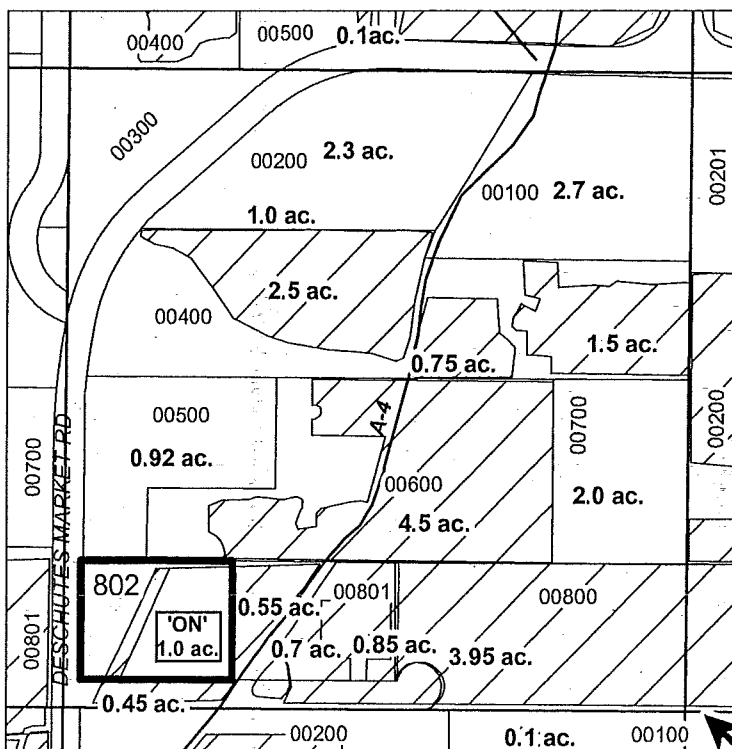 00400
00500
0.1ac.
00300
00200
2.3 ac.
00100
2.7 ac.
00201
1.0 ac.
2.5 ac.
00400
1.5 ac.
0.75 ac.
00500
A-4
00700
00200
0.92 ac.
00700
DESCHUTES MARKET RD
00600
2.0 ac.
4.5 ac.
802
'ON'
1.0 ac.
0.55 ac.
00801
00800
00801
0.7 ac.
0.85 ac.
3.95 ac.
0.45 ac.
00200
0.1 ac.
00100